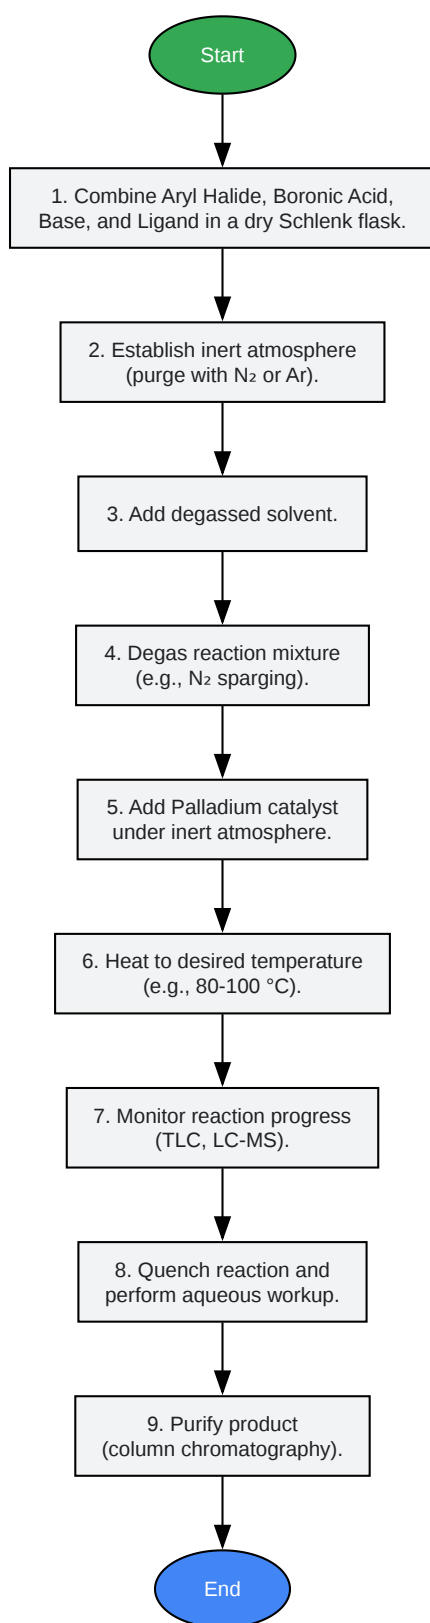 Start
1. Combine Aryl Halide, Boronic Acid,
Base, and Ligand in a dry Schlenk flask.
2. Establish inert atmosphere
(purge with N₂ or Ar).
3. Add degassed solvent.
4. Degas reaction mixture
(e.g., N₂ sparging).
5. Add Palladium catalyst
under inert atmosphere.
6. Heat to desired temperature
(e.g., 80-100 °C).
7. Monitor reaction progress
(TLC, LC-MS).
8. Quench reaction and
perform aqueous workup.
9. Purify product
(column chromatography).
End